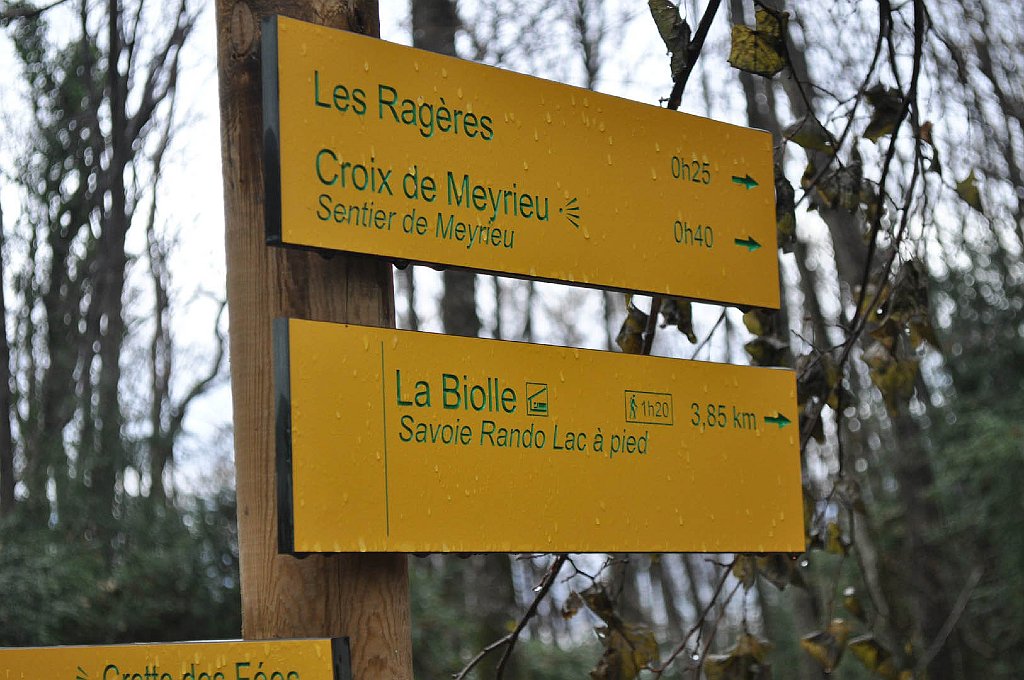 Les Ragères 0h25
Croix de Meyrieu
Sentier de Meyrieu 0h40
La Biolle 1h20 3,85 km
Savoie Rando Lac à pied
Grotte des Fées